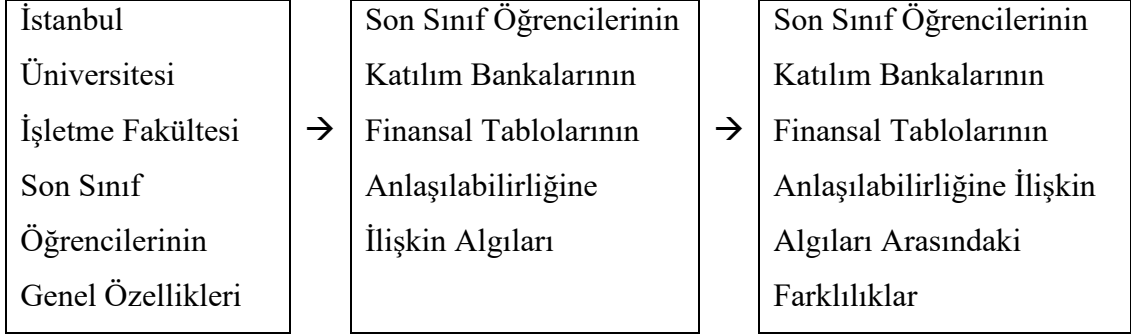 İstanbul
Üniversitesi
İşletme Fakültesi
Son Sınıf
Öğrencilerinin
Genel Özellikleri
→
Son Sınıf Öğrencilerinin
Katılım Bankalarının
Finansal Tablolarının
Anlaşılabilirliğine
İlişkin Algıları
→
Son Sınıf Öğrencilerinin
Katılım Bankalarının
Finansal Tablolarının
Anlaşılabilirliğine İlişkin
Algıları Arasındaki
Farklılıklar